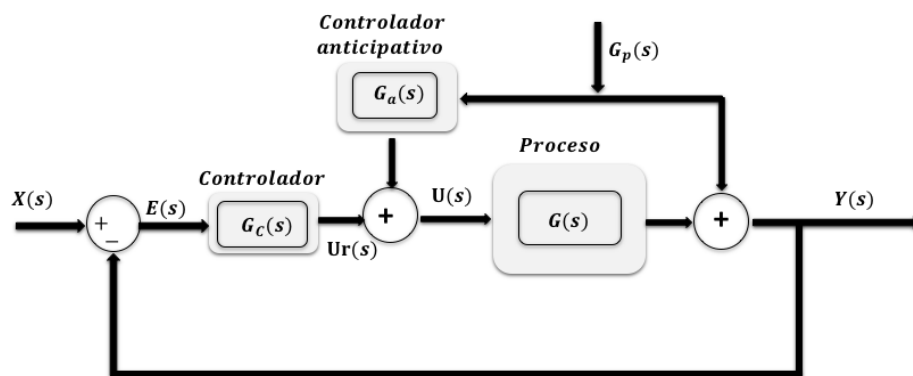 Controlador
anticipativo
G_p(s)
G_a(s)
Proceso
X(s)
Controlador
E(s)
U(s)
Y(s)
+
−
G_C(s)
+
G(s)
+
Ur(s)